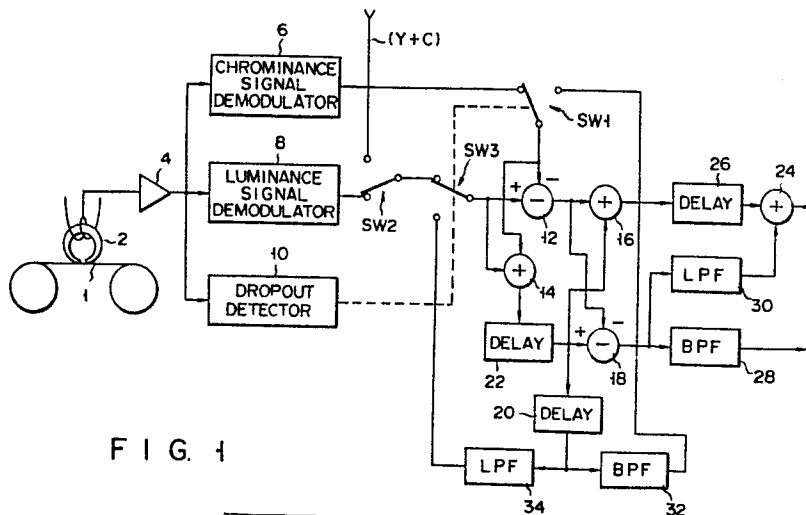 Y
(Y+C)
6
CHROMINANCE
SIGNAL
DEMODULATOR
SW1
4
8
LUMINANCE
SIGNAL
DEMODULATOR
SW2
SW3
2
1
10
DROPOUT
DETECTOR
+
-
-
12
+
16
26
DELAY
24
+
+
14
LPF
30
DELAY
22
+
-
-
18
BPF
28
20
DELAY
LPF
34
BPF
32
FIG. 1